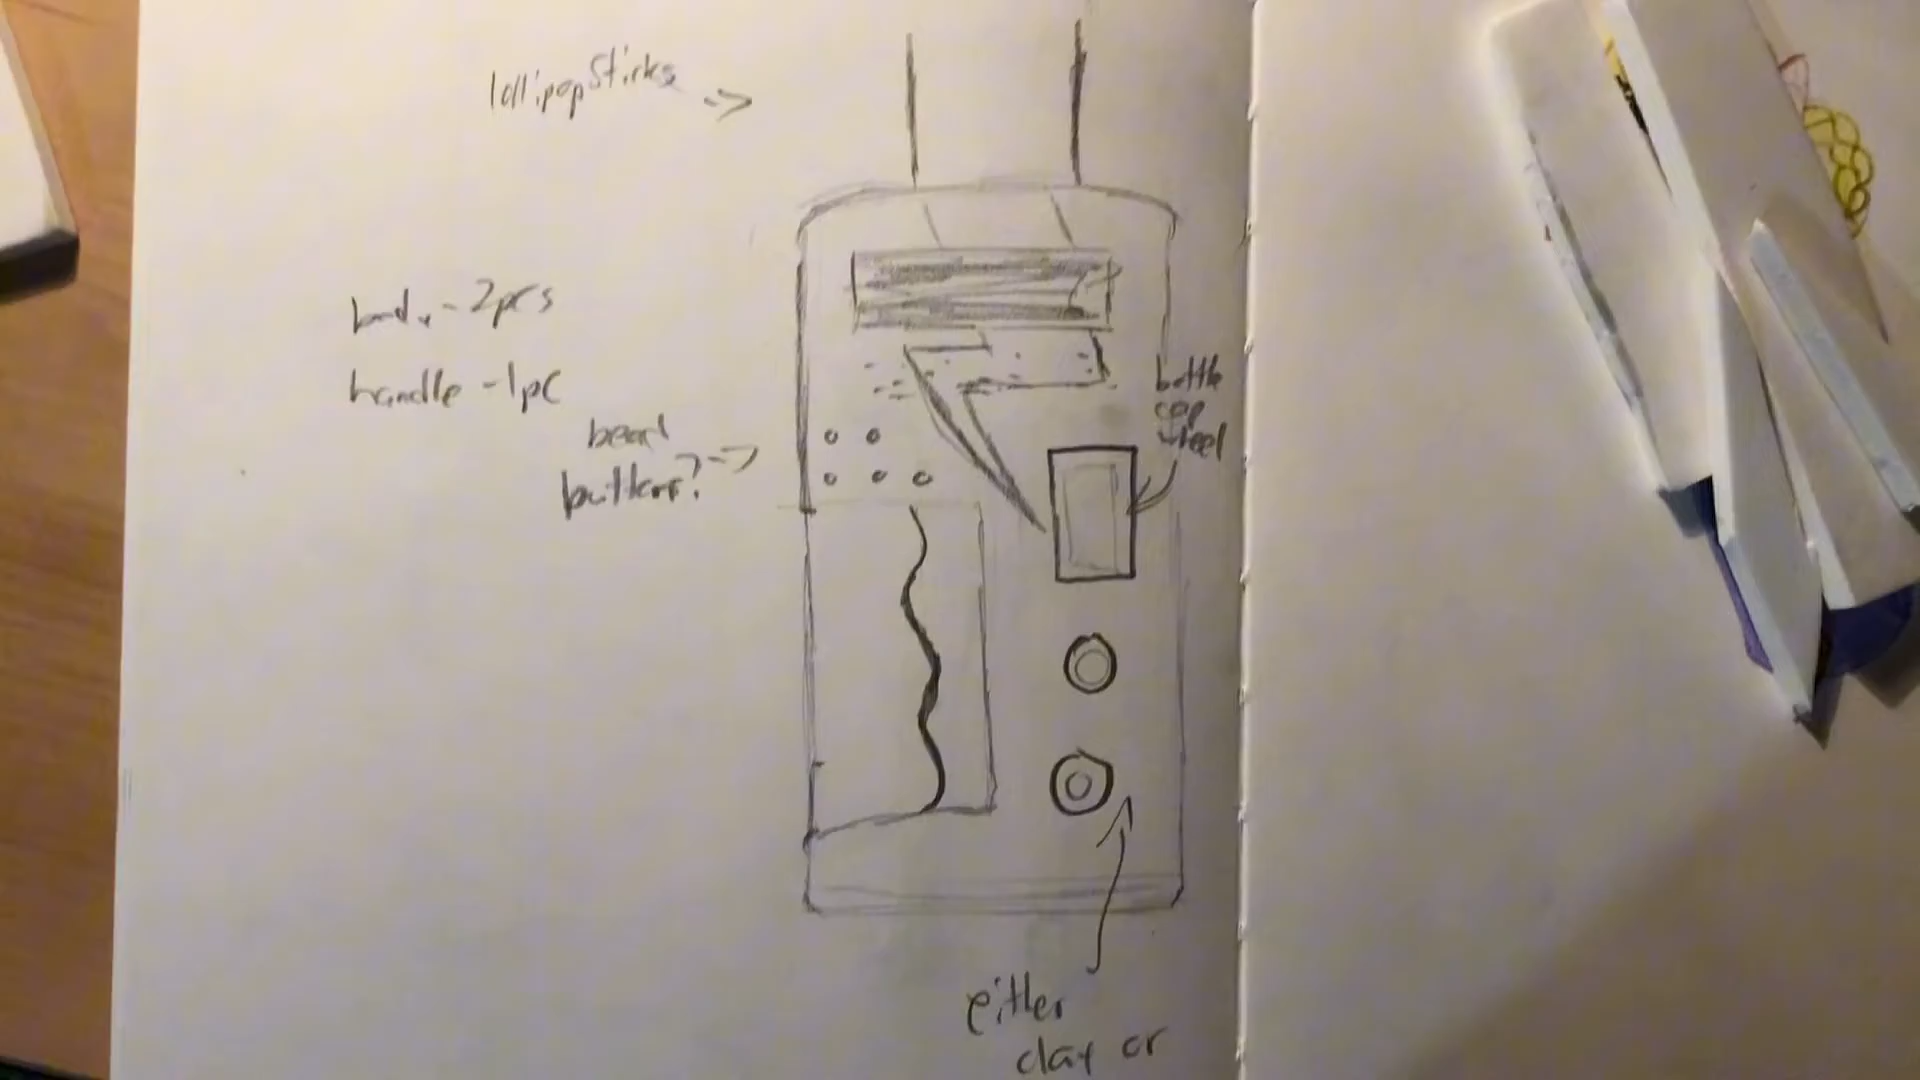 lollipop sticks
body - 2pcs
handle - 1pc
bead
buttons?
bottle
cap
wheel
either
clay or